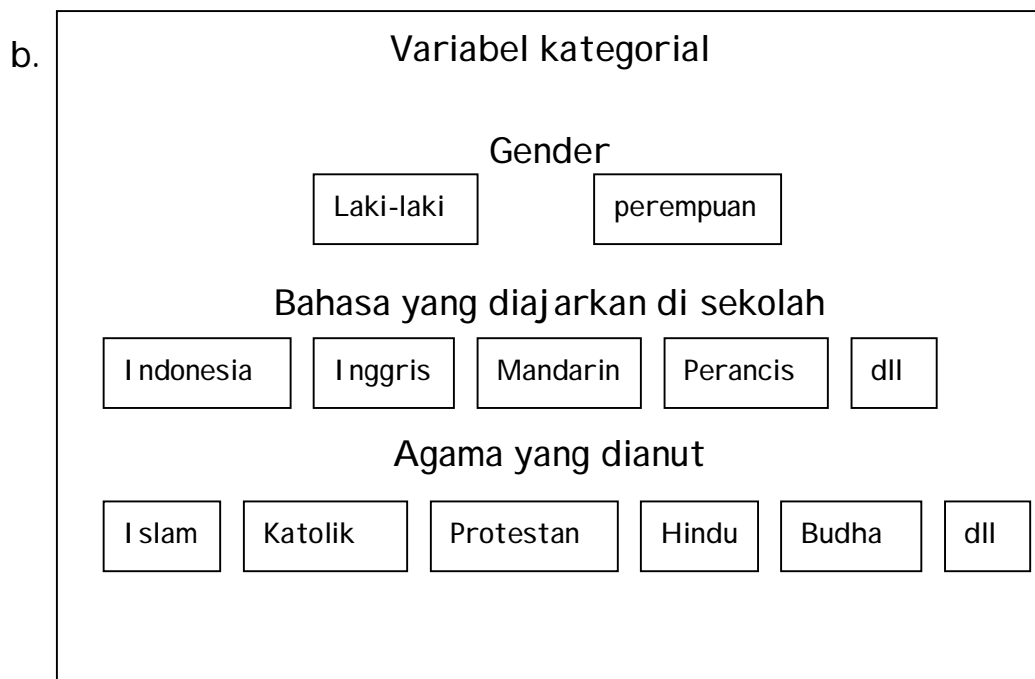 b. Variabel kategorial
Gender
Laki-laki perempuan
Bahasa yang diajarkan di sekolah
Indonesia Inggris Mandarin Perancis dll
Agama yang dianut
Islam Katolik Protestan Hindu Budha dll